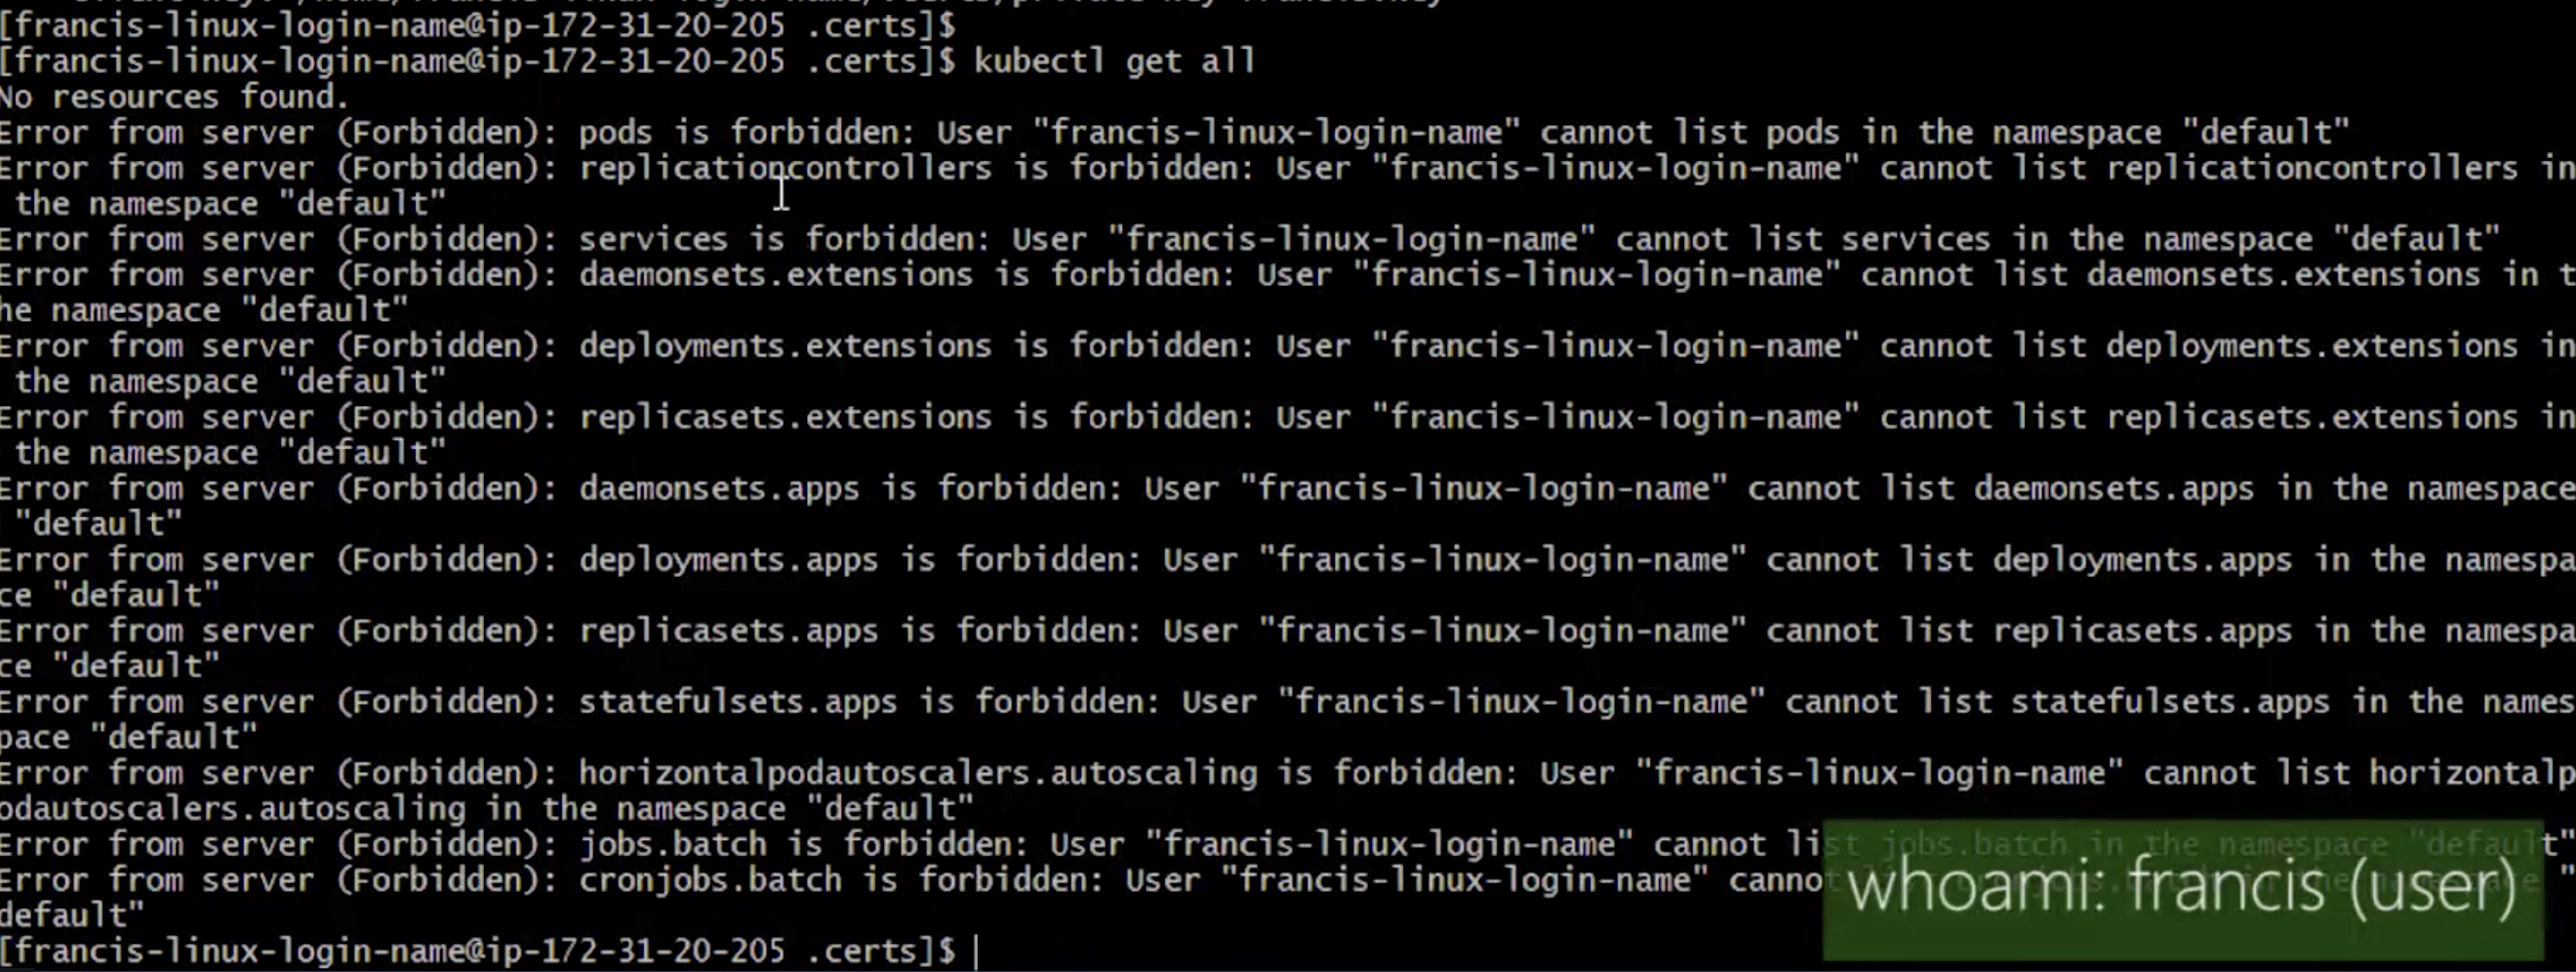 [francis-linux-login-name@ip-172-31-20-205 .certs]$
[francis-linux-login-name@ip-172-31-20-205 .certs]$ kubectl get all
No resources found.
Error from server (Forbidden): pods is forbidden: User "francis-linux-login-name" cannot list pods in the namespace "default"
Error from server (Forbidden): replicationcontrollers is forbidden: User "francis-linux-login-name" cannot list replicationcontrollers in
 the namespace "default"
Error from server (Forbidden): services is forbidden: User "francis-linux-login-name" cannot list services in the namespace "default"
Error from server (Forbidden): daemonsets.extensions is forbidden: User "francis-linux-login-name" cannot list daemonsets.extensions in t
he namespace "default"
Error from server (Forbidden): deployments.extensions is forbidden: User "francis-linux-login-name" cannot list deployments.extensions in
 the namespace "default"
Error from server (Forbidden): replicasets.extensions is forbidden: User "francis-linux-login-name" cannot list replicasets.extensions in
 the namespace "default"
Error from server (Forbidden): daemonsets.apps is forbidden: User "francis-linux-login-name" cannot list daemonsets.apps in the namespace
 "default"
Error from server (Forbidden): deployments.apps is forbidden: User "francis-linux-login-name" cannot list deployments.apps in the namespa
ce "default"
Error from server (Forbidden): replicasets.apps is forbidden: User "francis-linux-login-name" cannot list replicasets.apps in the namespa
ce "default"
Error from server (Forbidden): statefulsets.apps is forbidden: User "francis-linux-login-name" cannot list statefulsets.apps in the names
pace "default"
Error from server (Forbidden): horizontalpodautoscalers.autoscaling is forbidden: User "francis-linux-login-name" cannot list horizontalp
odautoscalers.autoscaling in the namespace "default"
Error from server (Forbidden): jobs.batch is forbidden: User "francis-linux-login-name" cannot list jobs.batch in the namespace "default"
Error from server (Forbidden): cronjobs.batch is forbidden: User "francis-linux-login-name" "
default"
whoami: francis (user)
[francis-linux-login-name@ip-172-31-20-205 .certs]$